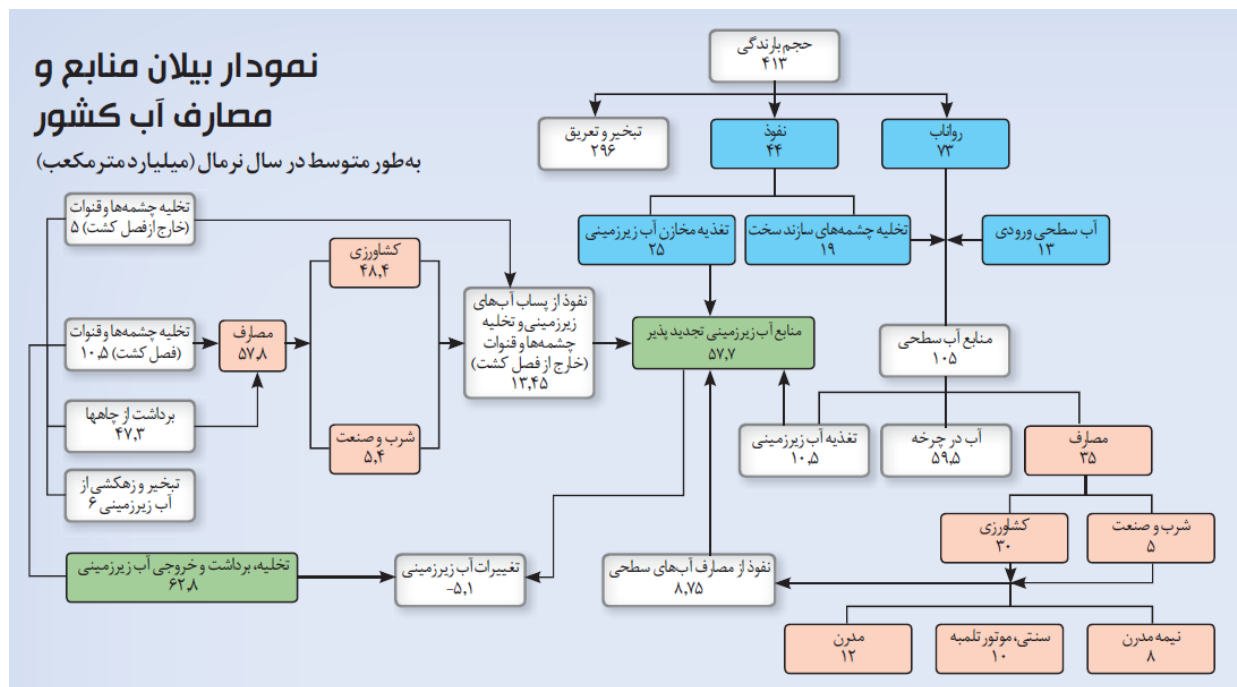 نمودار بیلان منابع و
مصارف آب کشور
به‌طور متوسط در سال نرمال (میلیارد متر مکعب)
حجم بارندگی
۴۱۳
رواناب
۷۳
نفوذ
۴۴
تبخیر و تعریق
۲۹۶
آب سطحی ورودی
۱۳
تخلیه چشمه‌های سازند سخت
۱۹
تغذیه مخازن آب زیرزمینی
۲۵
تخلیه چشمه‌ها و قنوات
(خارج از فصل کشت) ۵
کشاورزی
۴۸,۴
نفوذ از پساب آب‌های
زیرزمینی و تخلیه
چشمه‌ها و قنوات
(خارج از فصل کشت)
۱۳,۴۵
منابع آب زیرزمینی تجدید پذیر
۵۷,۷
منابع آب سطحی
۱۰۵
تخلیه چشمه‌ها و قنوات
(فصل کشت) ۱۰,۵
مصارف
۵۷,۸
برداشت از چاهها
۴۷,۳
شرب و صنعت
۵,۴
تغذیه آب زیرزمینی
۱۰,۵
آب در چرخه
۵۹,۵
مصارف
۳۵
تبخیر و زهکشی از
آب زیرزمینی ۶
کشاورزی
۳۰
شرب و صنعت
۵
تخلیه، برداشت و خروجی آب زیرزمینی
۶۲,۸
تغییرات آب زیرزمینی
-۵,۱
نفوذ از مصارف آب‌های سطحی
۸,۷۵
مدرن
۱۲
سنتی، موتور تلمبه
۱۰
نیمه مدرن
۸